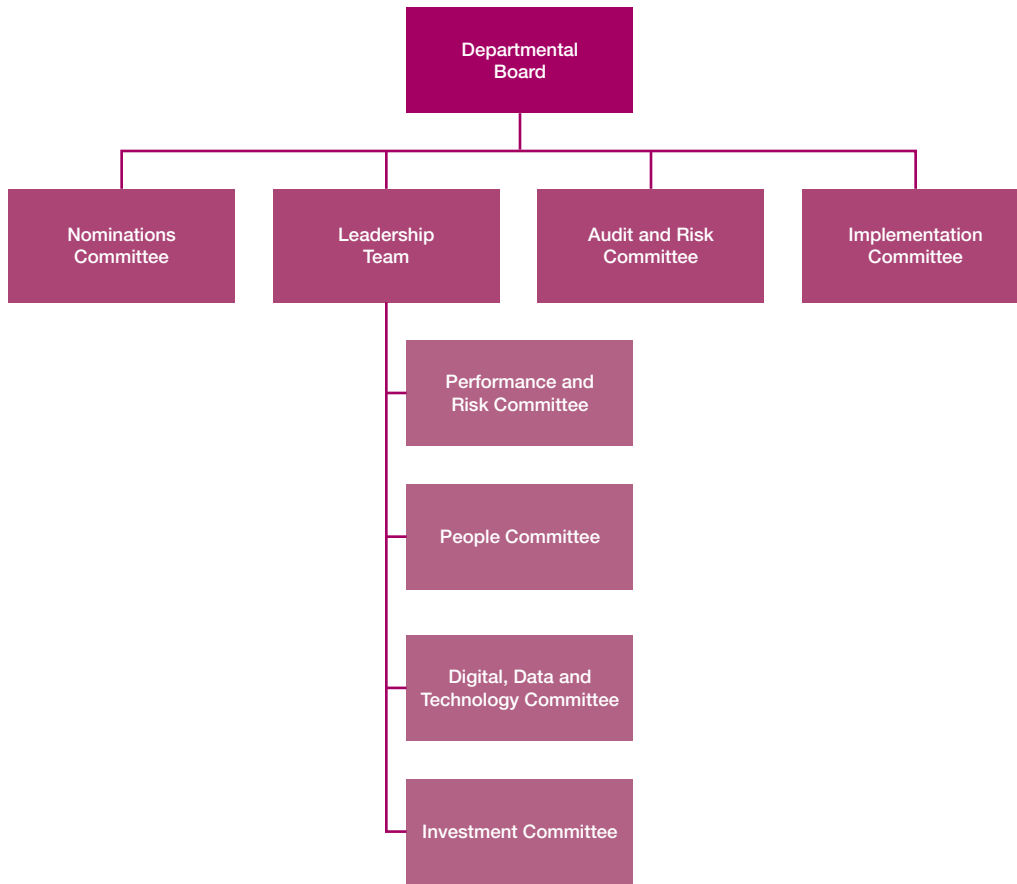 Departmental
Board
Nominations
Committee
Leadership
Team
Audit and Risk
Committee
Implementation
Committee
Performance and
Risk Committee
People Committee
Digital, Data and
Technology Committee
Investment Committee